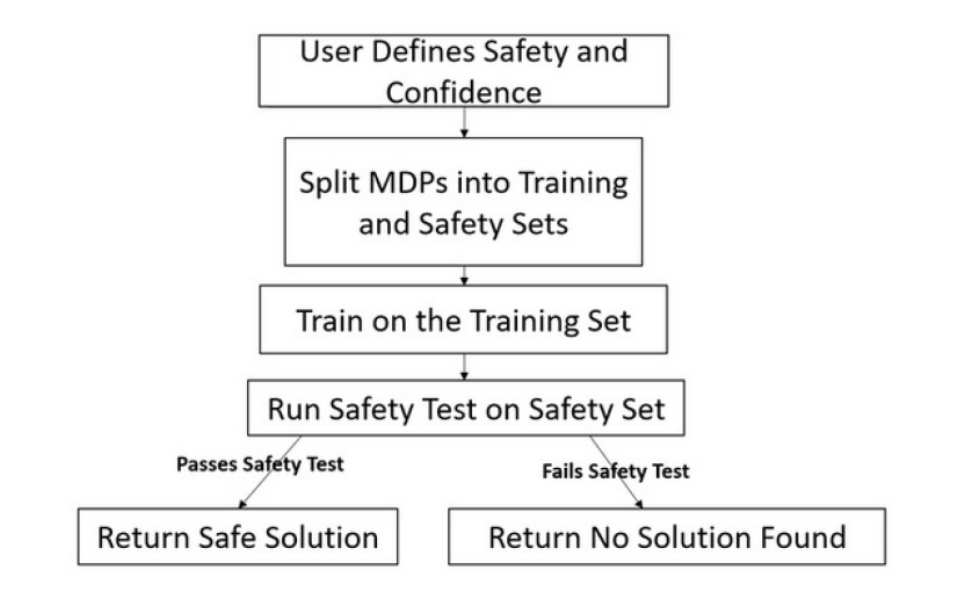 User Defines Safety and
Confidence
Split MDPs into Training
and Safety Sets
Train on the Training Set
Run Safety Test on Safety Set
Passes Safety Test
Fails Safety Test
Return Safe Solution
Return No Solution Found